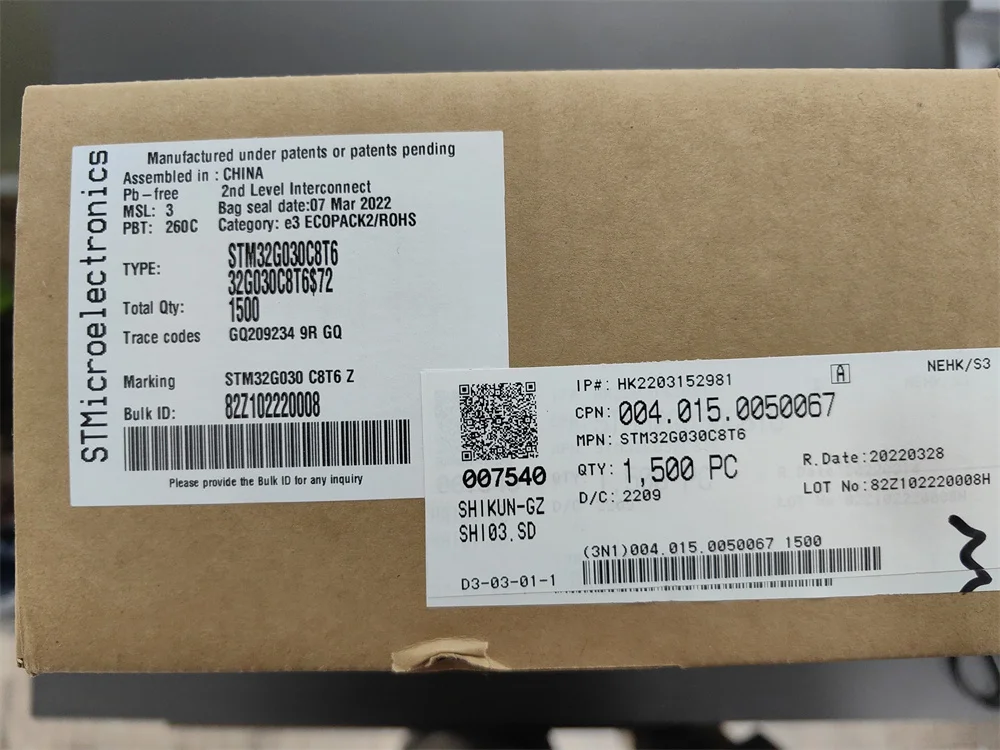 STMicroelectronics
Manufactured under patents or patents pending
Assembled in : CHINA
Pb-free 2nd Level Interconnect
MSL: 3 Bag seal date:07 Mar 2022
PBT: 260C Category: e3 ECOPACK2/ROHS
TYPE: STM32G030C8T6
32G030C8T6$72
Total Qty: 1500
Trace codes GQ209234 9R GQ
Marking STM32G030 C8T6 Z
Bulk ID: 82Z102220008
Please provide the Bulk ID for any inquiry
NEHK/S3
IP#: HK2203152981 A
CPN: 004.015.0050067
MPN: STM32G030C8T6
QTY: 1,500 PC R.Date:20220328
D/C: 2209 LOT No:82Z102220008H
007540
SHIKUN-GZ
SHI03.SD
(3N1)004.015.0050067 1500
D3-03-01-1